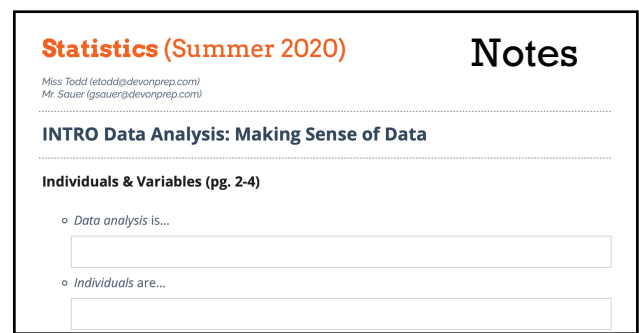 Statistics (Summer 2020) Notes
Miss Todd (etodd@devonprep.com)
Mr. Sauer (gsauer@devonprep.com)
INTRO Data Analysis: Making Sense of Data
Individuals & Variables (pg. 2-4)
Data analysis is...
Individuals are...